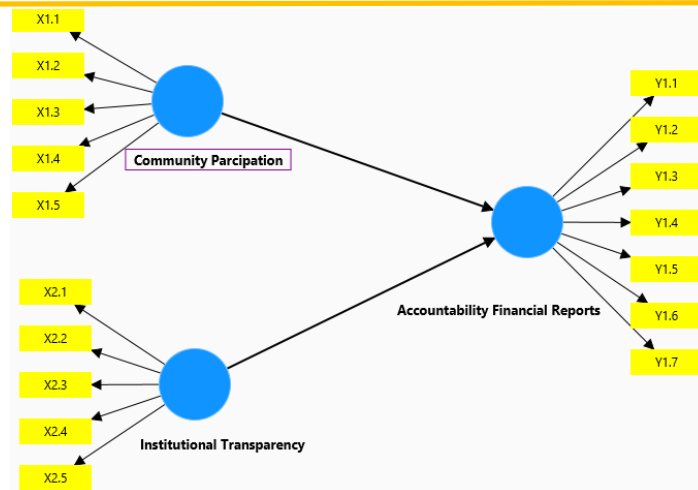 X1.1
X1.2
X1.3
X1.4
X1.5
Community Parcipation
X2.1
X2.2
X2.3
X2.4
X2.5
Institutional Transparency
Accountability Financial Reports
Y1.1
Y1.2
Y1.3
Y1.4
Y1.5
Y1.6
Y1.7